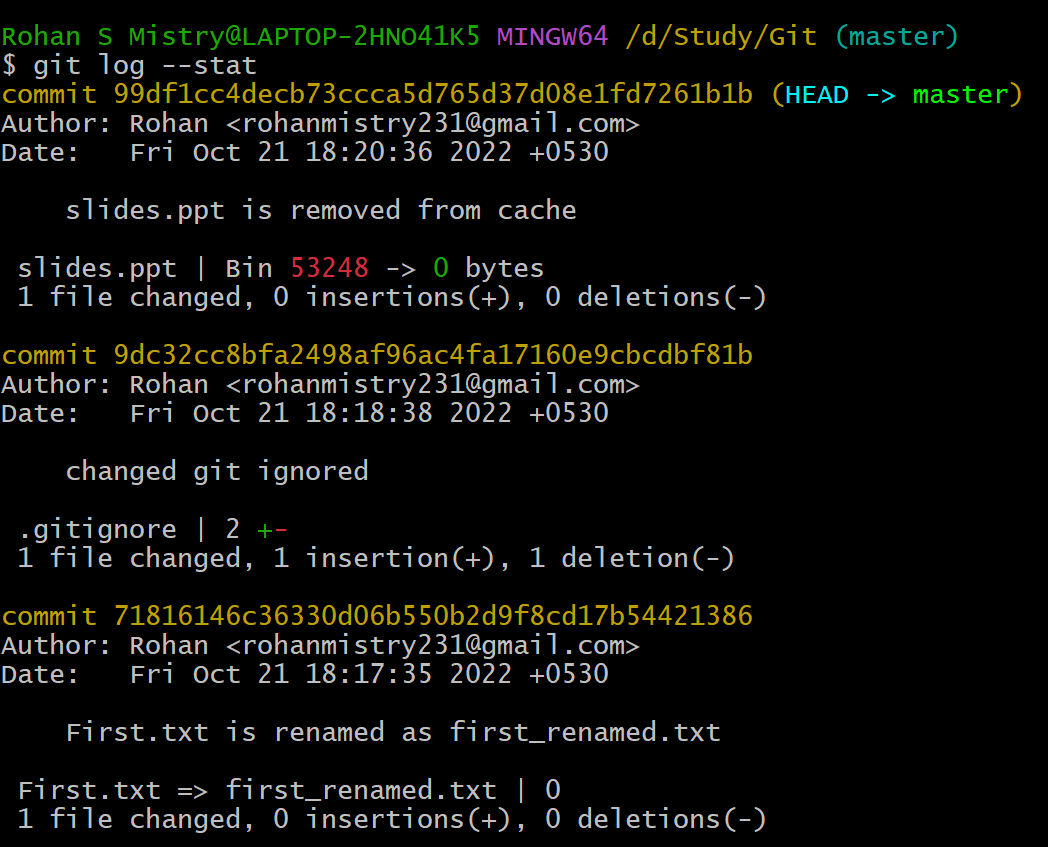 Rohan S Mistry@LAPTOP-2HNO41K5 MINGW64 /d/Study/Git (master)
$ git log --stat
commit 99df1cc4decb73ccca5d765d37d08e1fd7261b1b (HEAD -> master)
Author: Rohan <rohanmistry231@gmail.com>
Date:   Fri Oct 21 18:20:36 2022 +0530
    slides.ppt is removed from cache
 slides.ppt | Bin 53248 -> 0 bytes
 1 file changed, 0 insertions(+), 0 deletions(-)
commit 9dc32cc8bfa2498af96ac4fa17160e9cbcdbf81b
Author: Rohan <rohanmistry231@gmail.com>
Date:   Fri Oct 21 18:18:38 2022 +0530
    changed git ignored
 .gitignore | 2 +-
 1 file changed, 1 insertion(+), 1 deletion(-)
commit 71816146c36330d06b550b2d9f8cd17b54421386
Author: Rohan <rohanmistry231@gmail.com>
Date:   Fri Oct 21 18:17:35 2022 +0530
    First.txt is renamed as first_renamed.txt
 First.txt => first_renamed.txt | 0
 1 file changed, 0 insertions(+), 0 deletions(-)